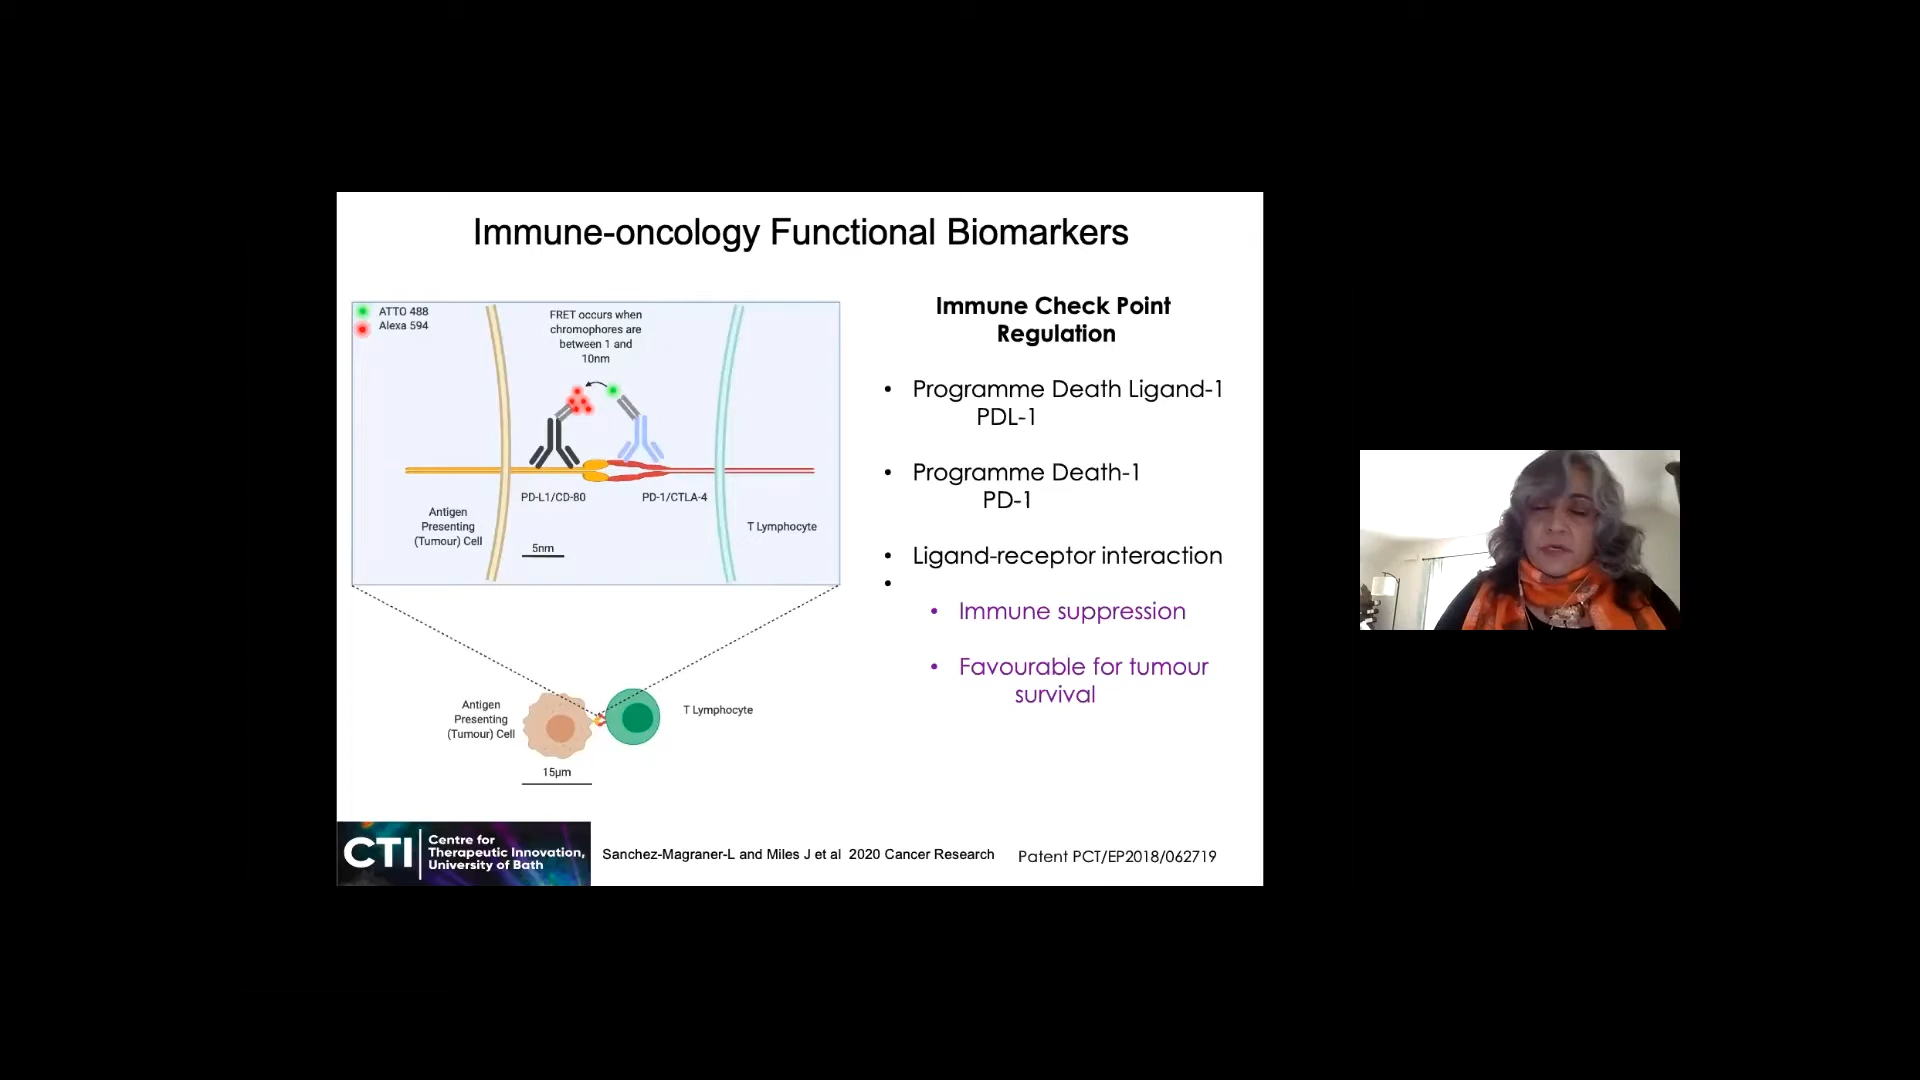 Immune-oncology Functional Biomarkers
ATTO 488
Alexa 594
FRET occurs when
chromophores are
between 1 and
10nm
PD-L1/CD-80
PD-1/CTLA-4
Antigen
Presenting
(Tumour) Cell
T Lymphocyte
5nm
Antigen
Presenting
(Tumour) Cell
T Lymphocyte
15µm
Immune Check Point
Regulation
• Programme Death Ligand-1
PDL-1
• Programme Death-1
PD-1
• Ligand-receptor interaction
•
• Immune suppression
• Favourable for tumour
survival
CTI
Centre for
Therapeutic Innovation,
University of Bath
Sanchez-Magraner-L and Miles J et al 2020 Cancer Research
Patent PCT/EP2018/062719